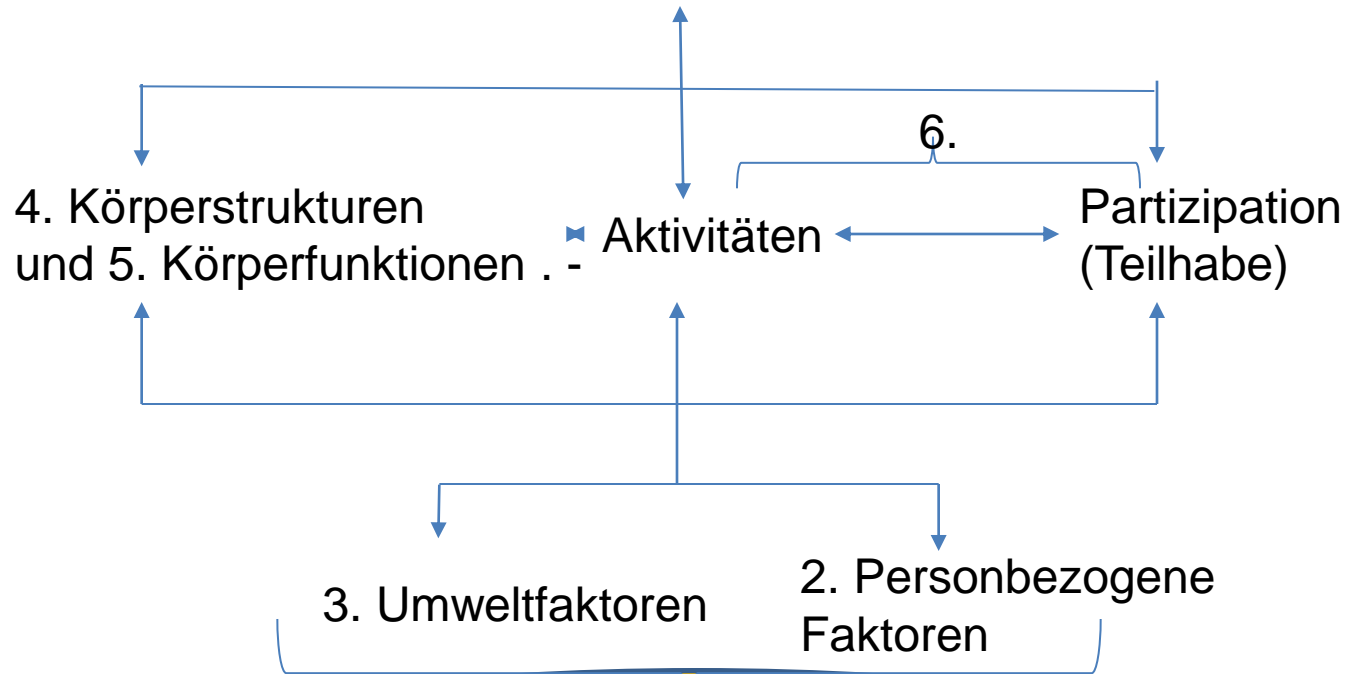 6.
4. Körperstrukturen
und 5. Körperfunktionen . -
Aktivitäten
Partizipation
(Teilhabe)
3. Umweltfaktoren
2. Personbezogene
Faktoren